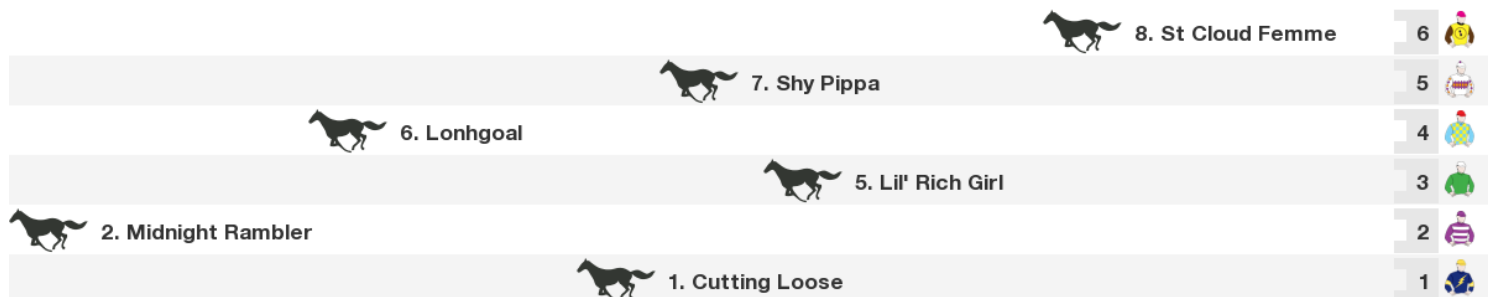 8. St Cloud Femme 6
7. Shy Pippa 5
6. Lonhgoal 4
5. Lil' Rich Girl 3
2. Midnight Rambler 2
1. Cutting Loose 1